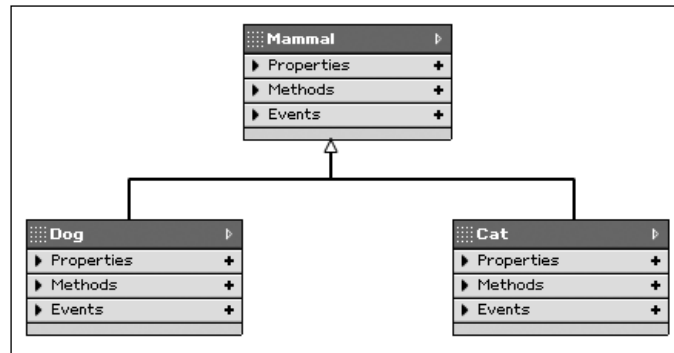 Mammal
Properties
Methods
Events
Dog
Properties
Methods
Events
Cat
Properties
Methods
Events